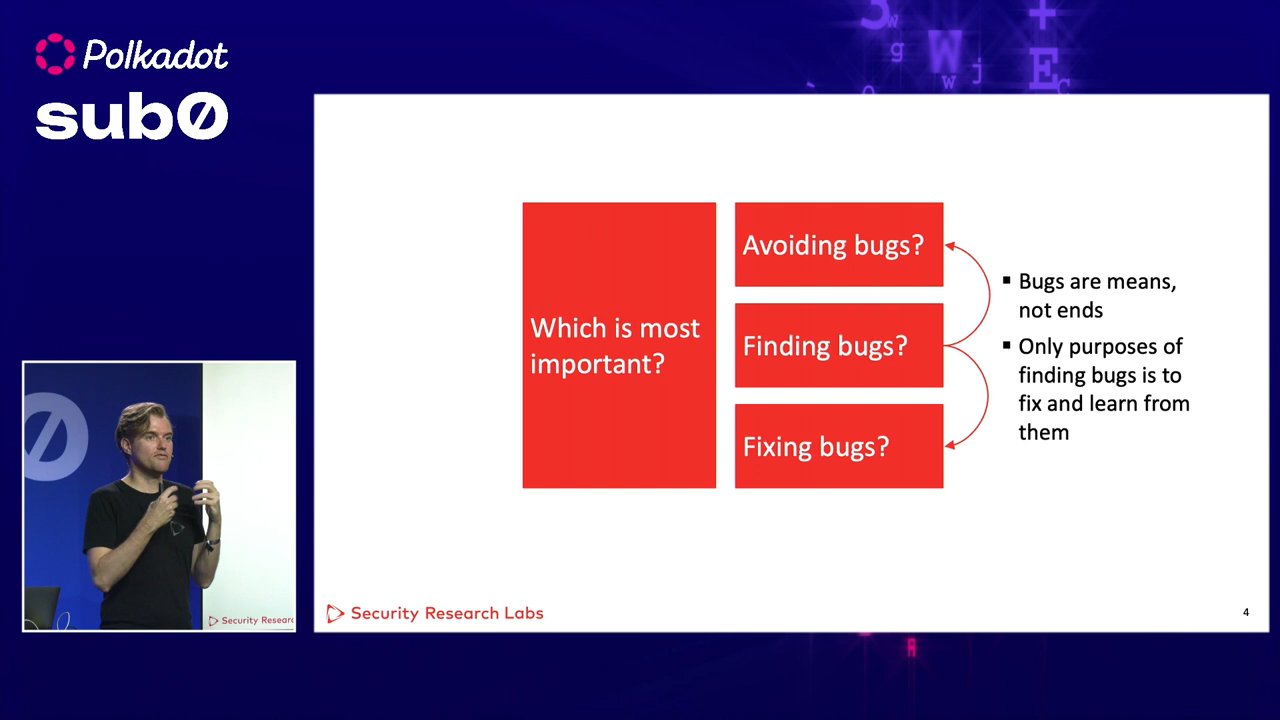 Polkadot
sub0
Which is most
important?
Avoiding bugs?
Finding bugs?
Fixing bugs?
▪ Bugs are means,
not ends
▪ Only purposes of
finding bugs is to
fix and learn from
them
Security Research Labs
4
Security Researc